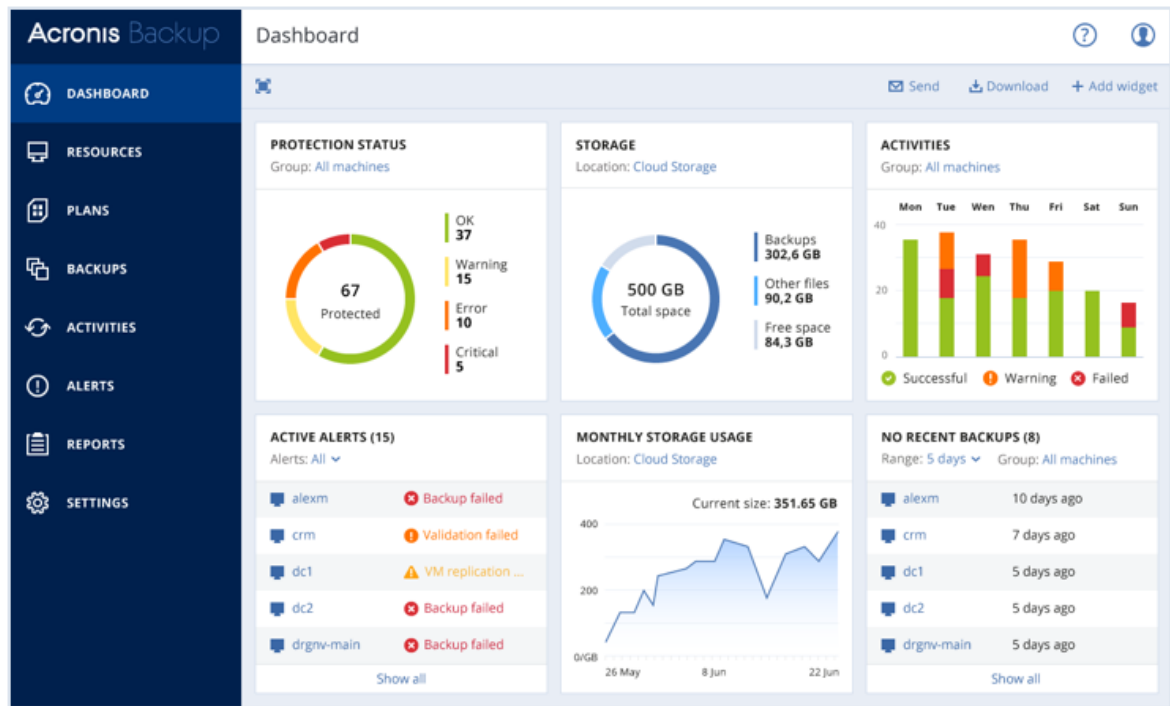 Acronis Backup
Dashboard
DASHBOARD
RESOURCES
PLANS
BACKUPS
ACTIVITIES
ALERTS
REPORTS
SETTINGS
Send Download + Add widget
PROTECTION STATUS
Group: All machines
67
Protected
OK
37
Warning
15
Error
10
Critical
5
STORAGE
Location: Cloud Storage
500 GB
Total space
Backups
302,6 GB
Other files
90,2 GB
Free space
84,3 GB
ACTIVITIES
Group: All machines
Mon Tue Wen Thu Fri Sat Sun
40
20
0
Successful Warning Failed
ACTIVE ALERTS (15)
Alerts: All
alexm Backup failed
crm Validation failed
dc1 VM replication ...
dc2 Backup failed
drgnv-main Backup failed
Show all
MONTHLY STORAGE USAGE
Location: Cloud Storage
Current size: 351.65 GB
400
200
0/GB
26 May 8 Jun 22 Jun
NO RECENT BACKUPS (8)
Range: 5 days Group: All machines
alexm 10 days ago
crm 7 days ago
dc1 5 days ago
dc2 5 days ago
drgnv-main 5 days ago
Show all